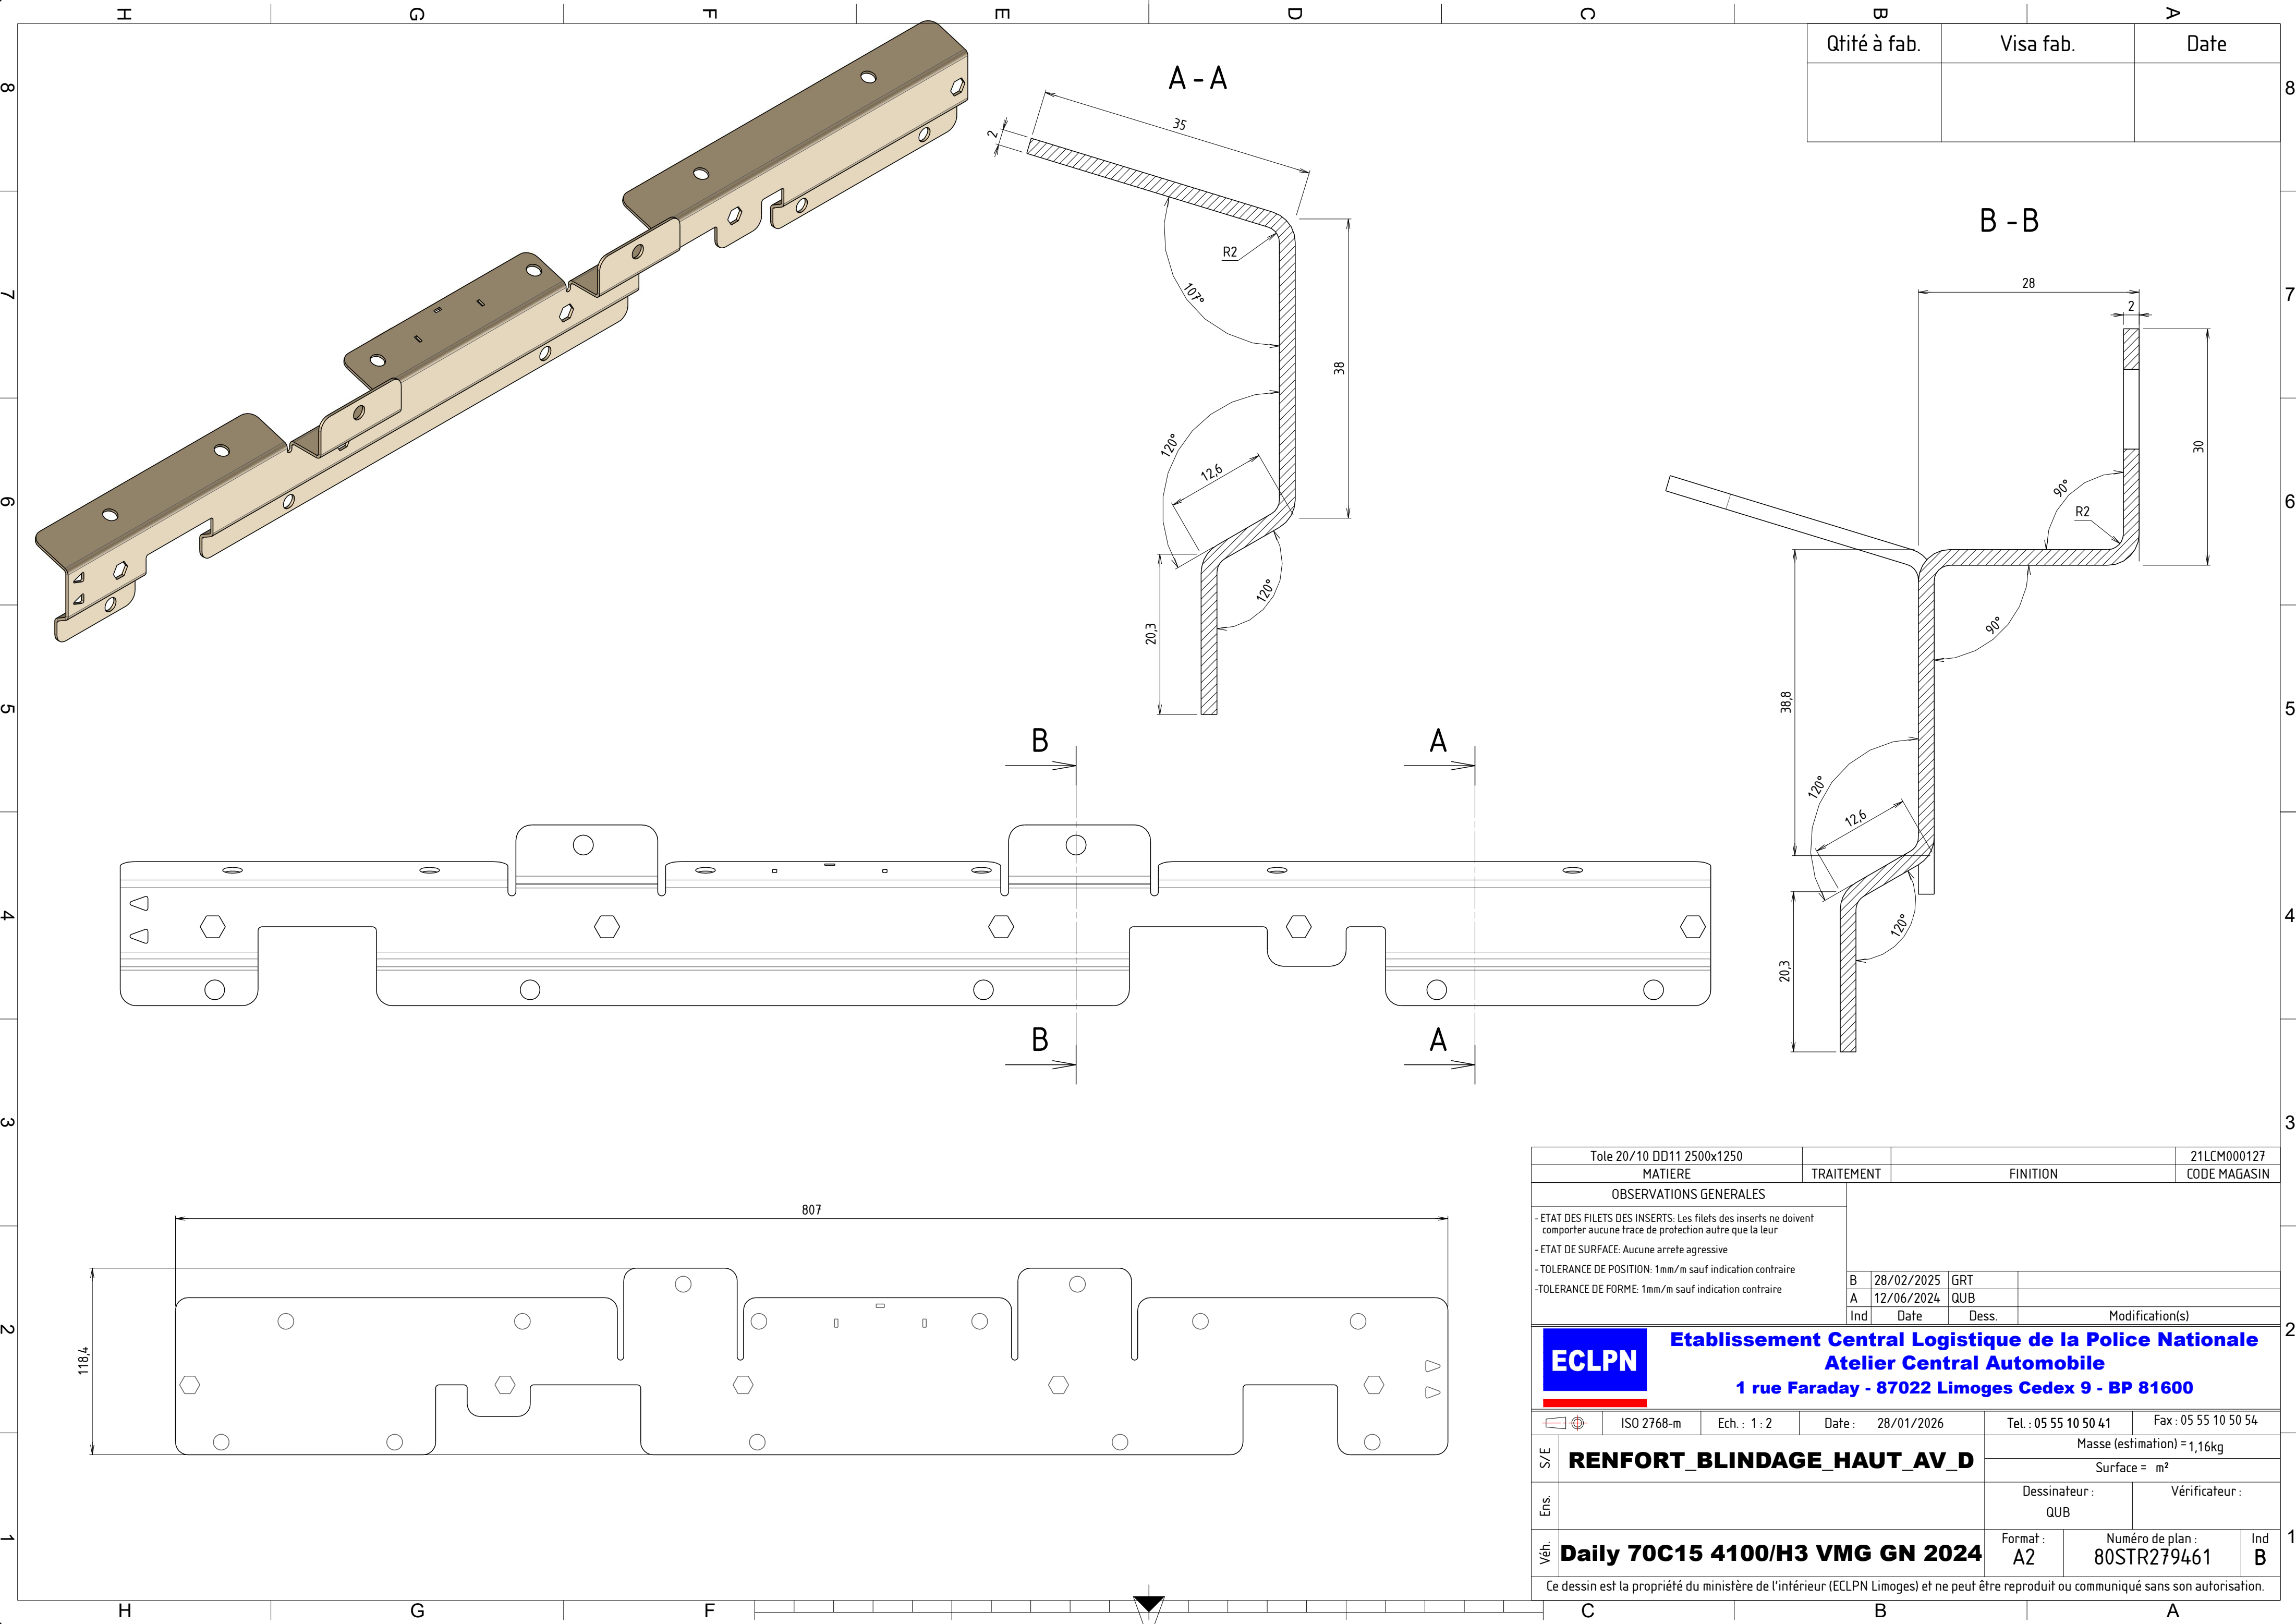 H G F E D C B A
8
Qtité à fab. Visa fab. Date
8
A - A
35
2
R2
107°
38
120°
12,6
120°
20,3
B - B
28
2
30
90°
R2
90°
38,8
120°
12,6
120°
20,3
7
7
6
6
5
5
B A
4
4
B A
3
3
807
118,4
2
2
1
1
Tole 20/10 DD11 2500x1250 21LCM000127
MATIERE TRAITEMENT FINITION CODE MAGASIN
OBSERVATIONS GENERALES
- ETAT DES FILETS DES INSERTS: Les filets des inserts ne doivent
comporter aucune trace de protection autre que la leur
- ETAT DE SURFACE: Aucune arrete agressive
- TOLERANCE DE POSITION: 1mm/m sauf indication contraire
-TOLERANCE DE FORME: 1mm/m sauf indication contraire
B 28/02/2025 GRT
A 12/06/2024 QUB
Ind Date Dess. Modification(s)
ECLPN
Etablissement Central Logistique de la Police Nationale
Atelier Central Automobile
1 rue Faraday - 87022 Limoges Cedex 9 - BP 81600
ISO 2768-m Ech. : 1 : 2 Date : 28/01/2026 Tel. : 05 55 10 50 41 Fax : 05 55 10 50 54
S/E RENFORT_BLINDAGE_HAUT_AV_D
Masse (estimation) = 1,16kg
Surface = m²
Ens.
Dessinateur : Vérificateur :
QUB
Véh. Daily 70C15 4100/H3 VMG GN 2024
Format : Numéro de plan : Ind
A2 80STR279461 B
Ce dessin est la propriété du ministère de l'intérieur (ECLPN Limoges) et ne peut être reproduit ou communiqué sans son autorisation.
H G F C B A